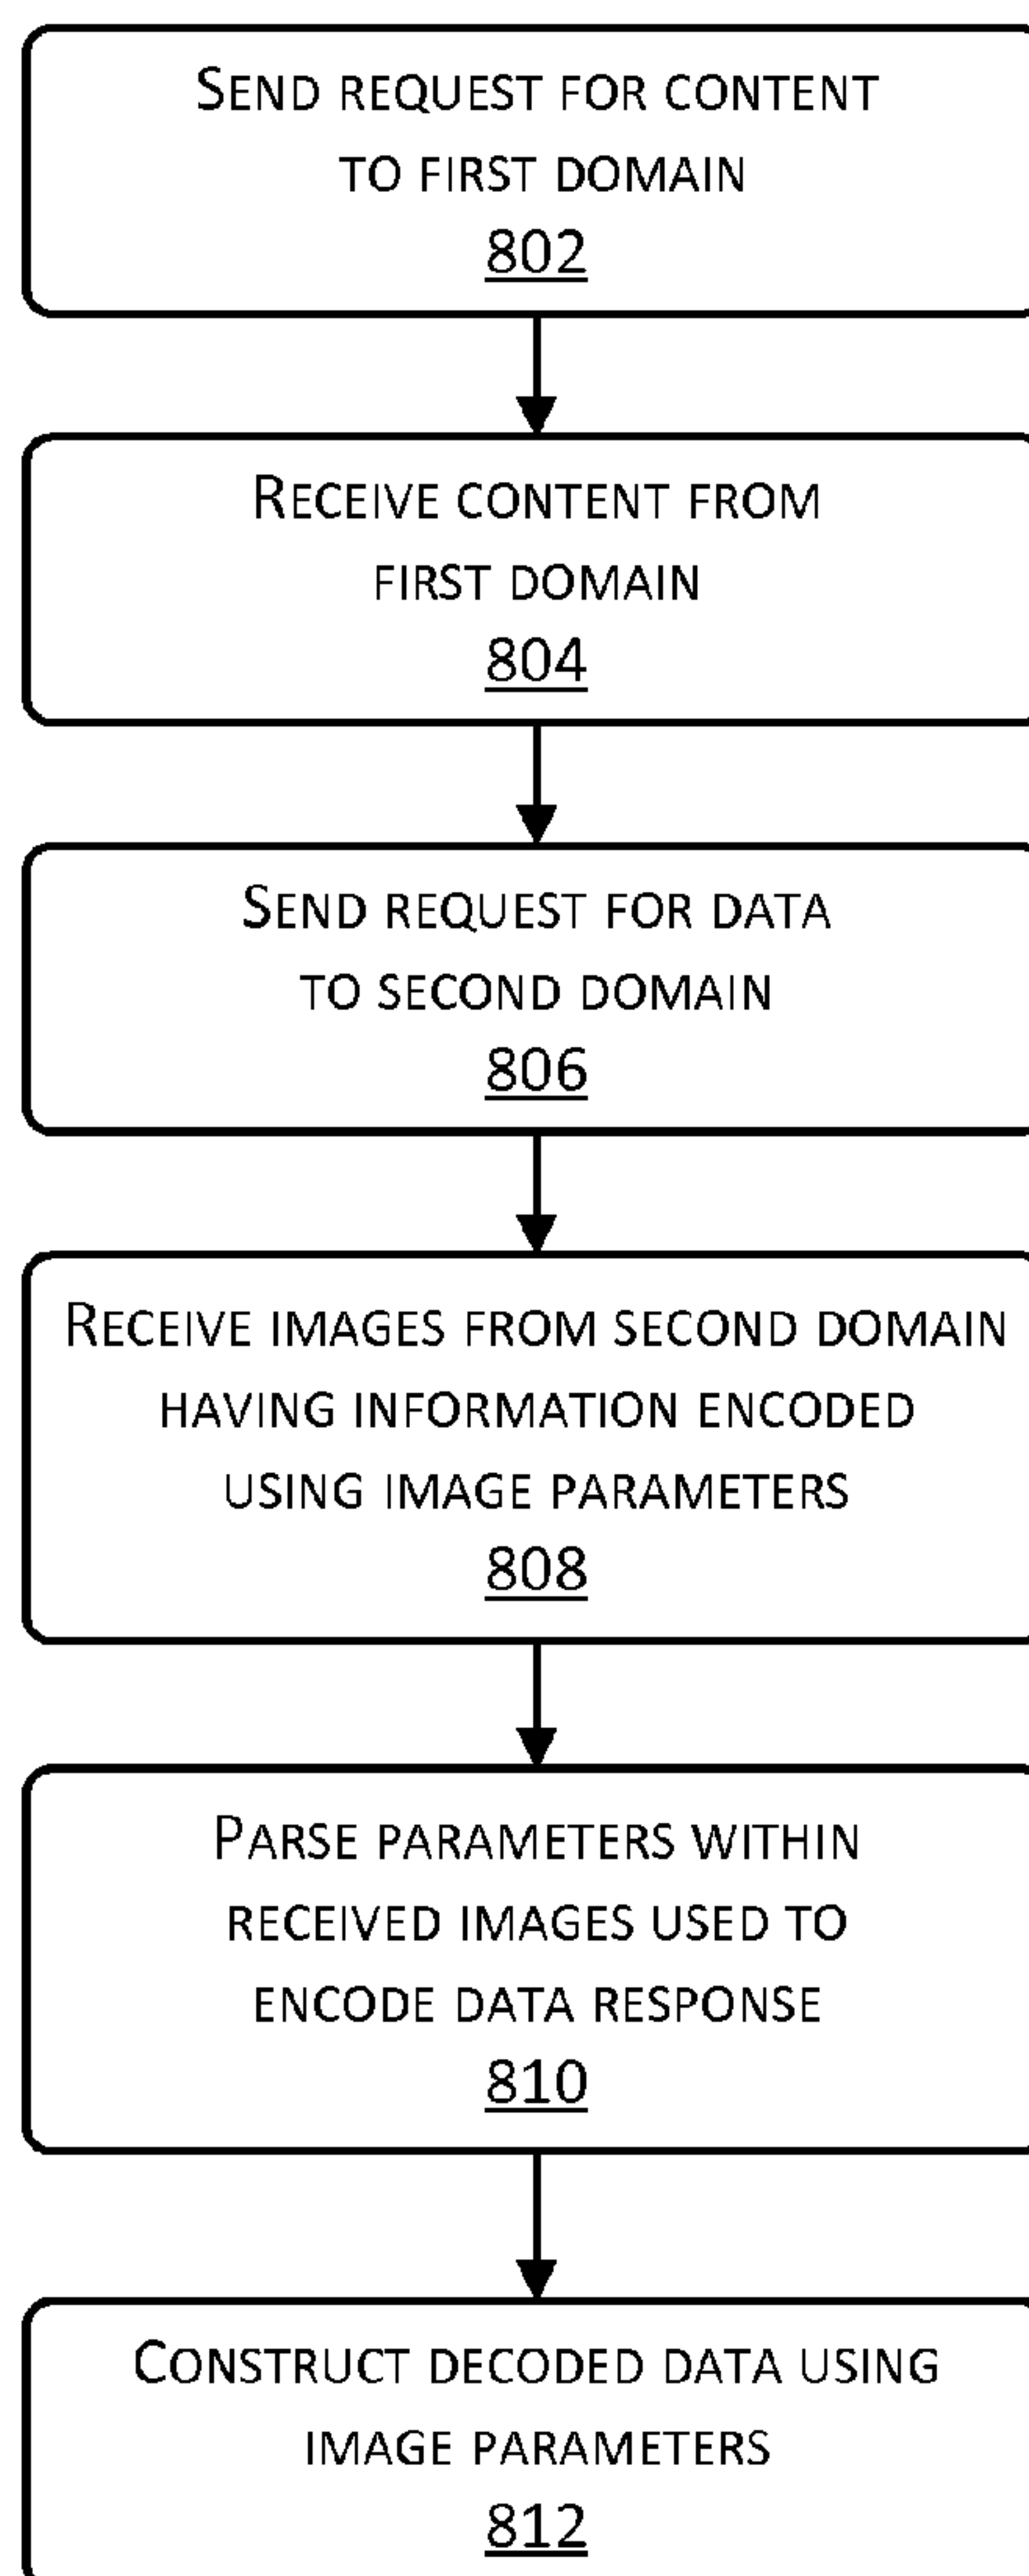 SEND REQUEST FOR CONTENT
TO FIRST DOMAIN
802
RECEIVE CONTENT FROM
FIRST DOMAIN
804
SEND REQUEST FOR DATA
TO SECOND DOMAIN
806
RECEIVE IMAGES FROM SECOND DOMAIN
HAVING INFORMATION ENCODED
USING IMAGE PARAMETERS
808
PARSE PARAMETERS WITHIN
RECEIVED IMAGES USED TO
ENCODE DATA RESPONSE
810
CONSTRUCT DECODED DATA USING
IMAGE PARAMETERS
812